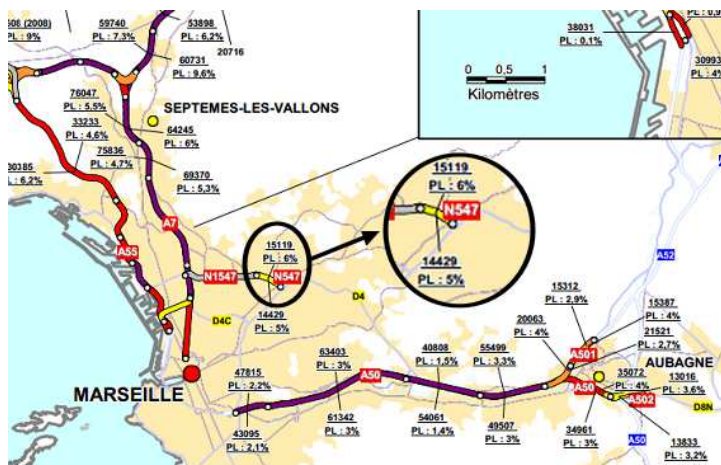 608 (2008)
PL : 9%
59740
PL : 7,3%
53898
PL : 6,2%
20716
60731
PL : 9,6%
76047
PL : 5,5%
33233
PL : 4,6%
SEPTEMES-LES-VALLONS
64245
PL : 6%
75836
PL : 4,7%
69370
PL : 5,3%
30385
PL : 6,2%
A7
A55
38031
PL : 0,1%
30993
0 0,5 1
Kilomètres
15119
PL : 6%
N547
14429
PL : 5%
15119
PL : 6%
N1547
N547
14429
PL : 5%
D4C
D4
A52
15312
PL : 2,9%
15387
PL : 4%
20063
PL : 4%
21521
PL : 2,7%
A501
AUBAGNE
35072
PL : 4%
13016
PL : 3,6%
A50
A502
D8N
34961
PL : 3%
13833
PL : 3,2%
A50
55499
PL : 3,3%
40808
PL : 1,5%
63403
PL : 3%
A50
47815
PL : 2,2%
MARSEILLE
43095
PL : 2,1%
61342
PL : 3%
54061
PL : 1,4%
49507
PL : 3%